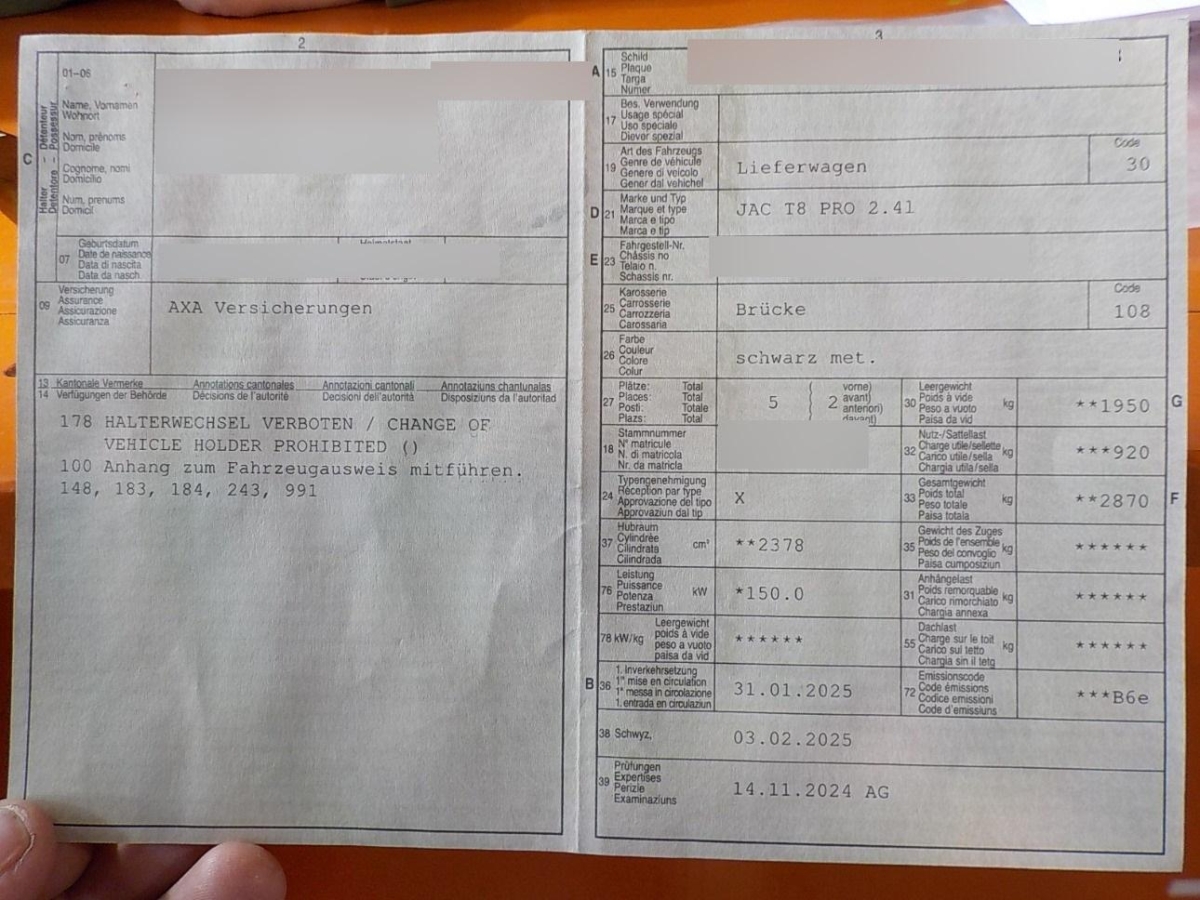 2
01-06
C
Halter - Détenteur
Detentore - Possessur
Name, Vornamen
Wohnort
Nom, prénoms
Domicile
Cognome, nomi
Domicilio
Num, prenums
Domicil
07
Geburtsdatum
Date de naissance
Data di nascita
Data da nasch.
09
Versicherung
Assurance
Assicurazione
Assicuranza
AXA Versicherungen
13 Kantonale Vermerke Annotations cantonales Annotazioni cantonali Annotaziuns chantunalas
14 Verfügungen der Behörde Décisions de l'autorité Decisioni dell'autorità Disposiziuns da l'autoritad
178 HALTERWECHSEL VERBOTEN / CHANGE OF
VEHICLE HOLDER PROHIBITED ()
100 Anhang zum Fahrzeugausweis mitführen.
148, 183, 184, 243, 991
3
A 15
Schild
Plaque
Targa
Numer
17
Bes. Verwendung
Usage spécial
Uso speciale
Diever spezial
19
Art des Fahrzeugs
Genre de véhicule
Genere di veicolo
Gener dal vehichel
Lieferwagen
Code
30
D 21
Marke und Typ
Marque et type
Marca e tipo
Marca e tip
JAC T8 PRO 2.4l
E 23
Fahrgestell-Nr.
Châssis no
Telaio n.
Schassis nr.
25
Karosserie
Carrosserie
Carrozzeria
Carossaria
Brücke
Code
108
26
Farbe
Couleur
Colore
Colur
schwarz met.
27
Plätze: Total
Places: Total
Posti: Totale
Plazs: Total
5 ( 2 vorne)
avant)
anteriori)
davant)
30
Leergewicht
Poids à vide
Peso a vuoto
Paisa da vid
kg
**1950
G
18
Stammnummer
N° matricule
N. di matricola
Nr. da matricla
32
Nutz-/Sattellast
Charge utile/sellette
Carico utile/sella
Chargia utila/sella
kg
***920
24
Typengenehmigung
Réception par type
Approvazione del tipo
Approvaziun dal tip
X
33
Gesamtgewicht
Poids total
Peso totale
Paisa totala
kg
**2870
F
37
Hubraum
Cylindrée
Cilindrata
Cilindrada
cm³
**2378
35
Gewicht des Zuges
Poids de l'ensemble
Peso del convoglio
Paisa cumposiziun
kg
******
76
Leistung
Puissance
Potenza
Prestaziun
kW
*150.0
31
Anhängelast
Poids remorquable
Carico rimorchiato
Chargia annexa
kg
******
78 kW/kg
Leergewicht
poids à vide
peso a vuoto
paisa da vid
******
55
Dachlast
Charge sur le toit
Carico sul tetto
Chargia sin il tetg
kg
******
B 36
1. Inverkehrsetzung
1re mise en circulation
1a messa in circolazione
1. entrada en circulaziun
31.01.2025
72
Emissionscode
Code émissions
Codice emissioni
Code d'emissiuns
***B6e
38 Schwyz,
03.02.2025
39
Prüfungen
Expertises
Perizie
Examinaziuns
14.11.2024 AG